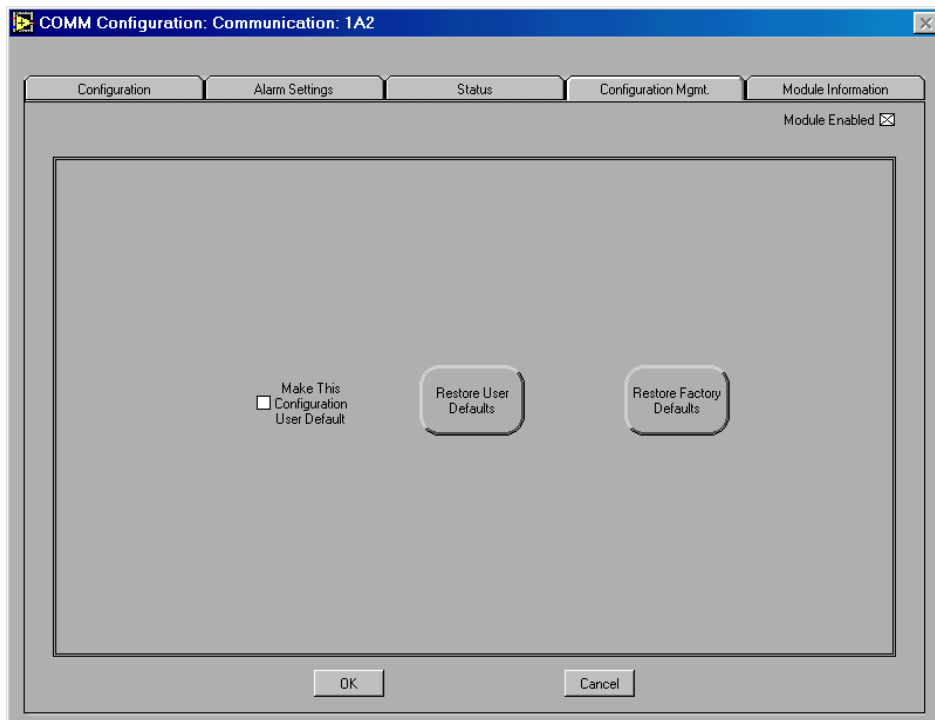 COMM Configuration: Communication: 1A2
Configuration
Alarm Settings
Status
Configuration Mgmt.
Module Information
Module Enabled
Make This
Configuration
User Default
Restore User
Defaults
Restore Factory
Defaults
OK
Cancel